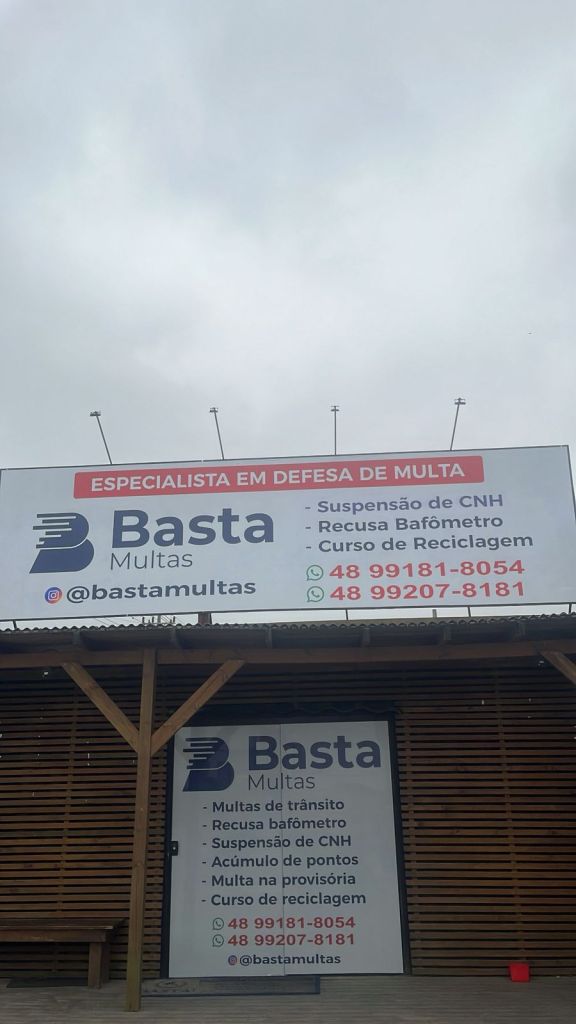 ESPECIALISTA EM DEFESA DE MULTA
Basta
Multas
@bastamultas
- Suspensão de CNH
- Recusa Bafômetro
- Curso de Reciclagem
48 99181-8054
48 99207-8181
Basta
Multas
- Multas de trânsito
- Recusa bafômetro
- Suspensão de CNH
- Acúmulo de pontos
- Multa na provisória
- Curso de reciclagem
48 99181-8054
48 99207-8181
@bastamultas